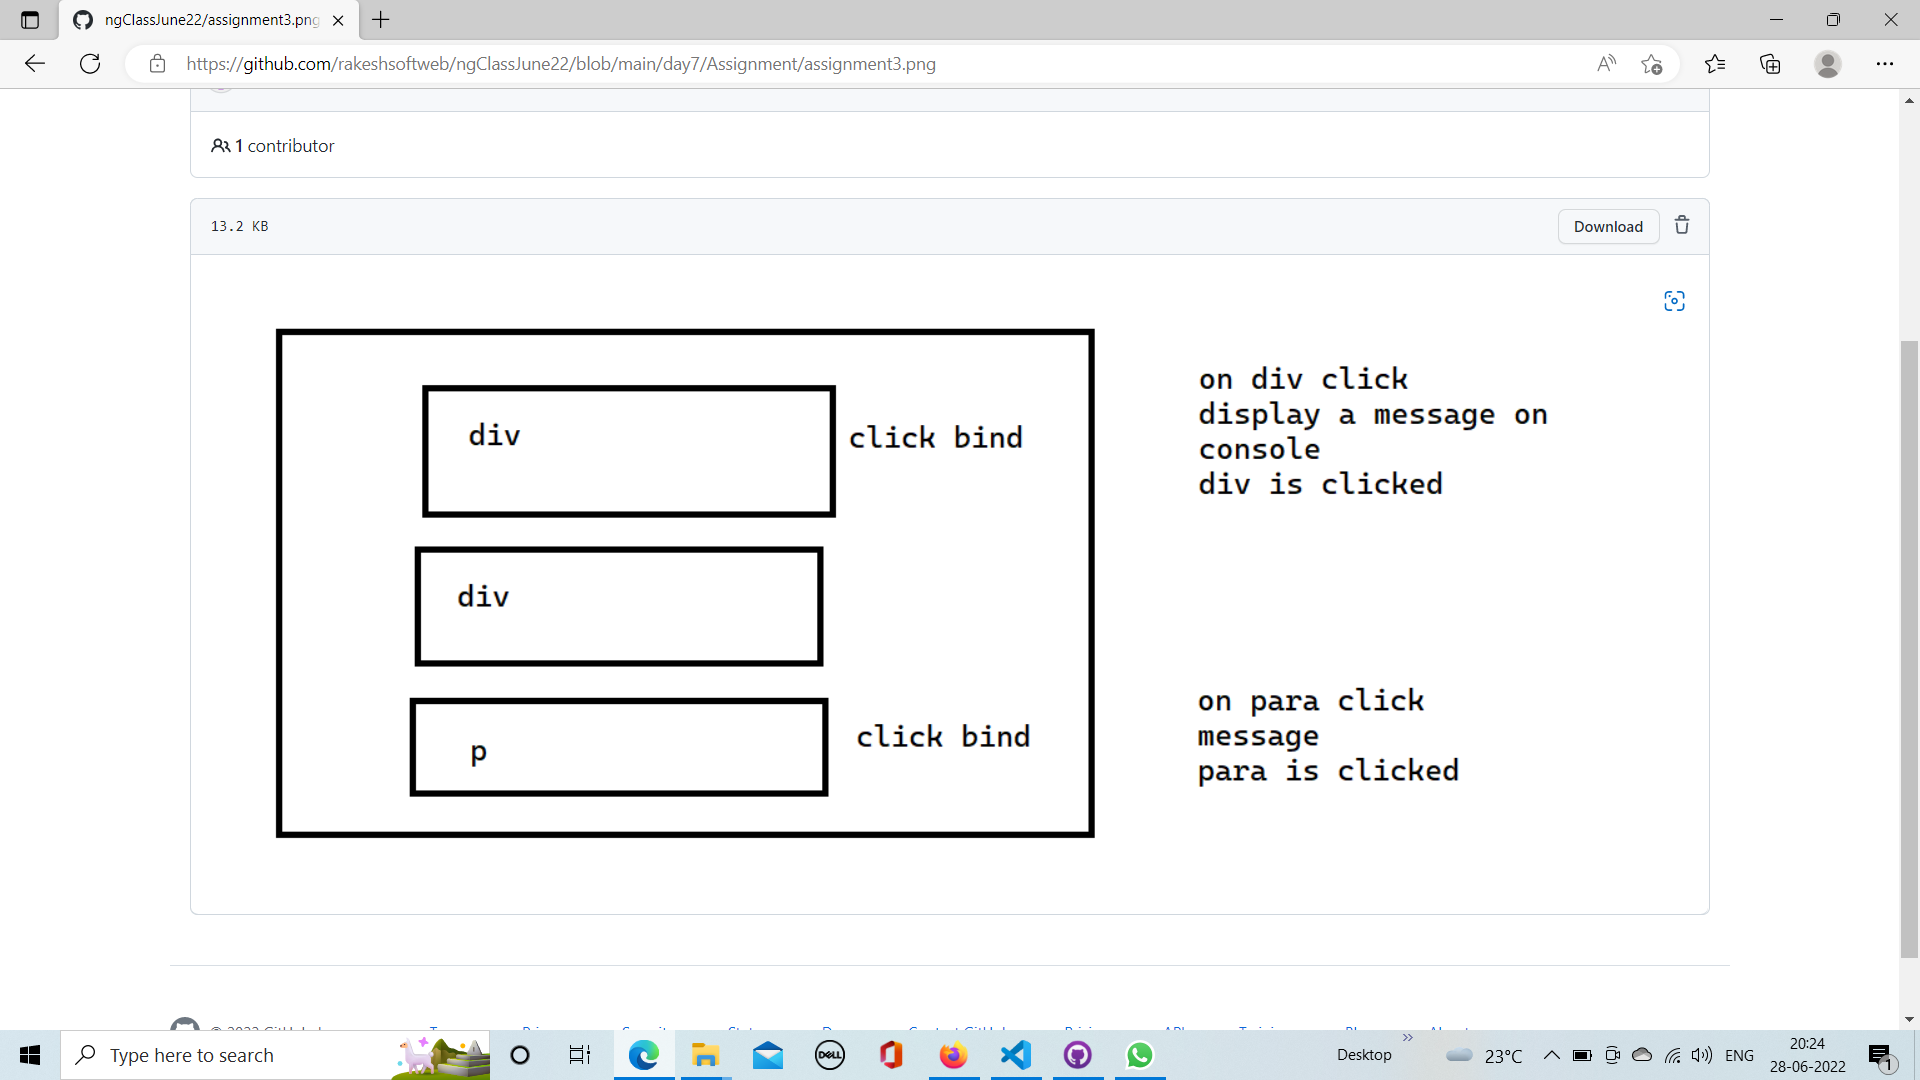 ngClassJune22/assignment3.png
https://github.com/rakeshsoftweb/ngClassJune22/blob/main/day7/Assignment/assignment3.png
1 contributor
13.2 KB
Download
div
click bind
on div click
display a message on
console
div is clicked
div
p
click bind
on para click
message
para is clicked
Type here to search
DELL
Desktop
23°C
ENG
20:24
28-06-2022
1